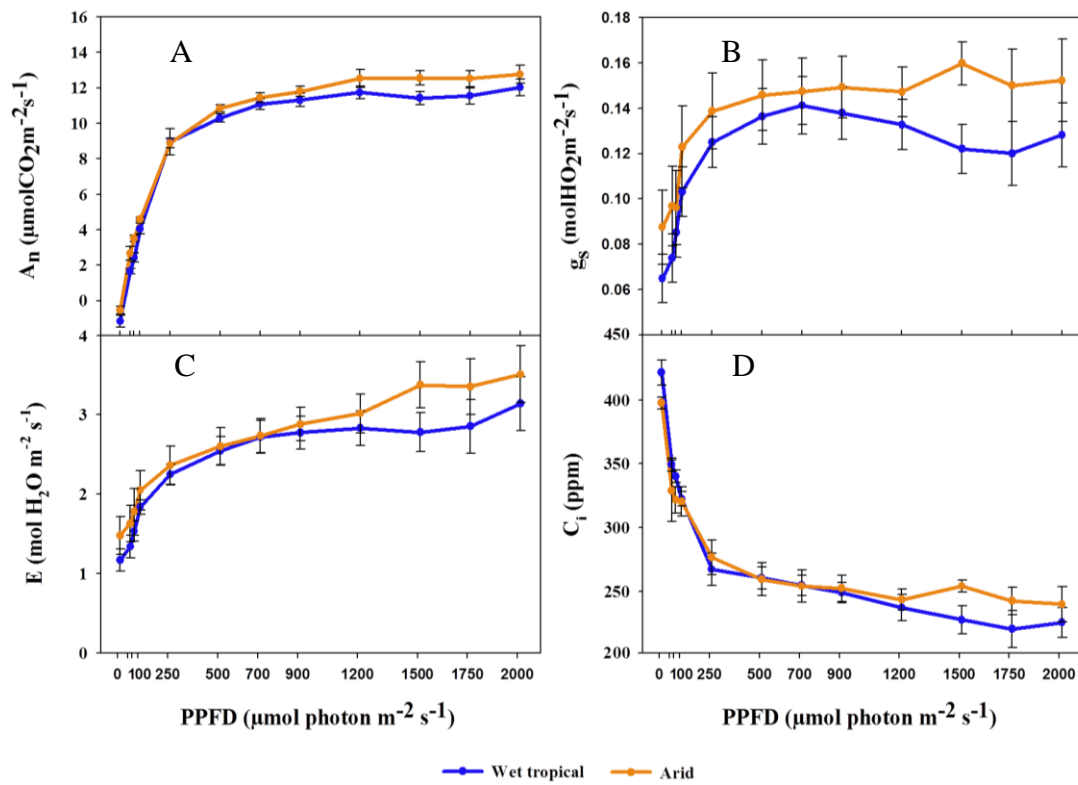 A
Aₙ (μmolCO₂m⁻²s⁻¹)
16
14
12
10
8
6
4
2
0
4
B
gₛ (molHO₂m⁻²s⁻¹)
0.18
0.16
0.14
0.12
0.10
0.08
0.06
450
C
E (mol H₂O m⁻² s⁻¹)
3
2
1
0
0 100 250 500 700 900 1200 1500 1750 2000
PPFD (μmol photon m⁻² s⁻¹)
D
Cᵢ (ppm)
400
350
300
250
200
0 100 250 500 700 900 1200 1500 1750 2000
PPFD (μmol photon m⁻² s⁻¹)
Wet tropical Arid